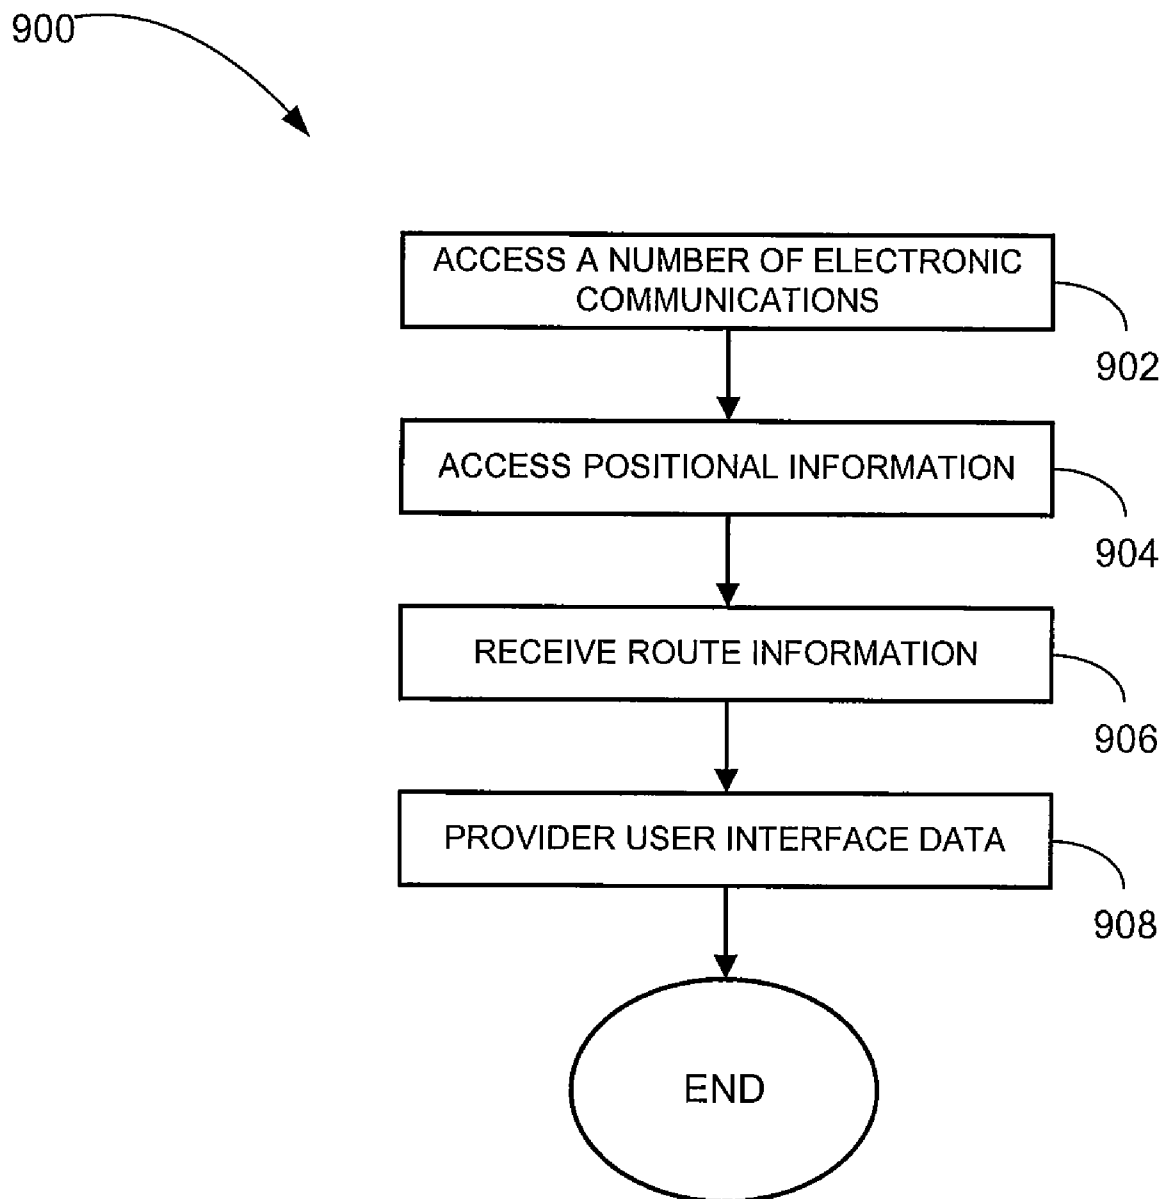 900
ACCESS A NUMBER OF ELECTRONIC
COMMUNICATIONS
902
ACCESS POSITIONAL INFORMATION
904
RECEIVE ROUTE INFORMATION
906
PROVIDER USER INTERFACE DATA
908
END